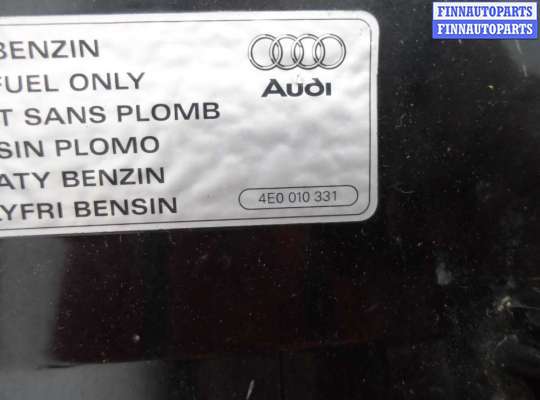 FINNAUTOPARTS
FINNAUTOPARTS
BENZIN
FUEL ONLY
T SANS PLOMB
SIN PLOMO
ATY BENZIN
YFRI BENSIN
Audi
4E0 010 331